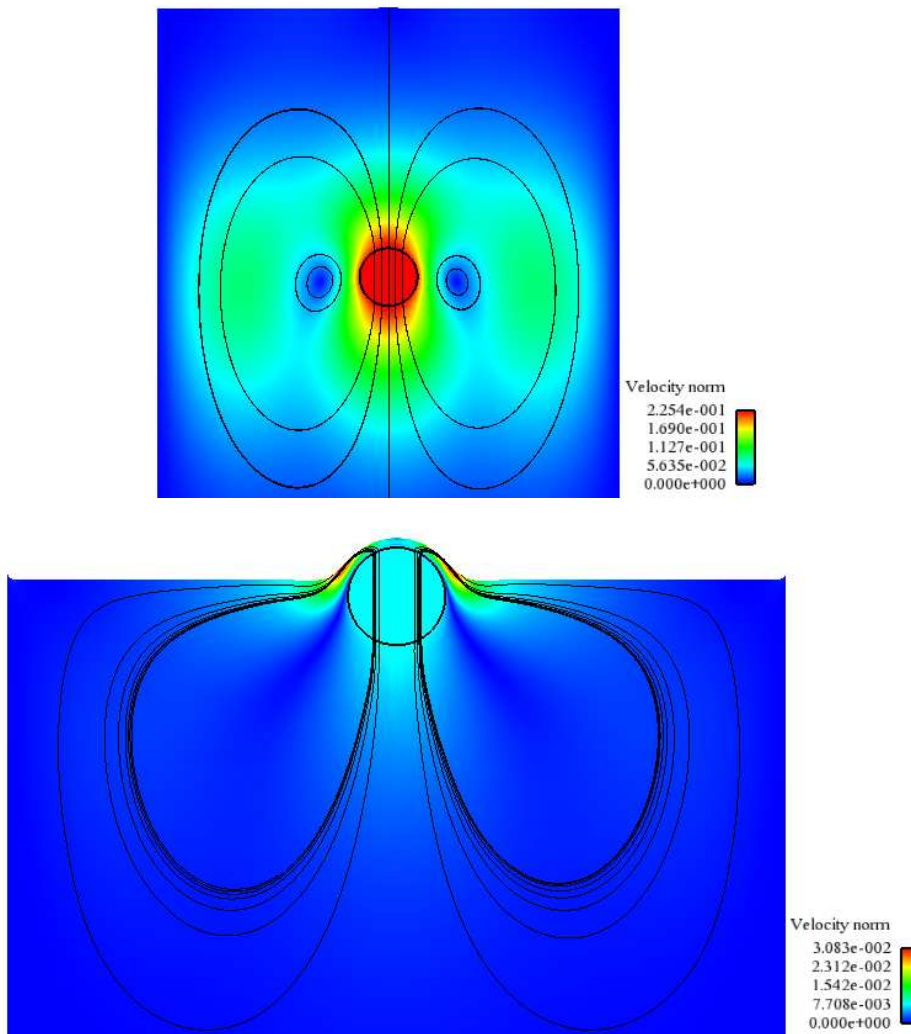 Velocity norm
2.254e-001
1.690e-001
1.127e-001
5.635e-002
0.000e+000
Velocity norm
3.083e-002
2.312e-002
1.542e-002
7.708e-003
0.000e+000